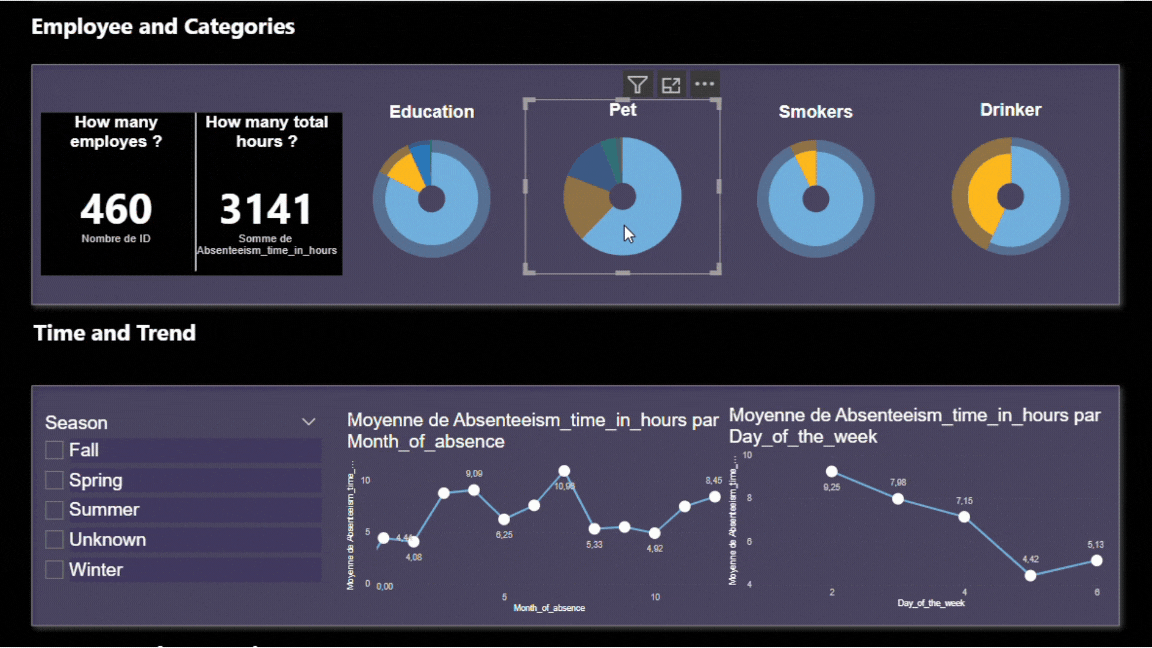 Employee and Categories
How many
employes ?
460
Nombre de ID
How many total
hours ?
3141
Somme de
Absenteeism_time_in_hours
Education
Pet
Smokers
Drinker
Time and Trend
Season
Fall
Spring
Summer
Unknown
Winter
Moyenne de Absenteeism_time_in_hours par
Month_of_absence
Moyenne de Absenteeism_time_...
10
5
0
0,00
4,44
4,08
9,09
6,25
10,96
5,33
4,92
8,45
5
10
Month_of_absence
Moyenne de Absenteeism_time_in_hours par
Day_of_the_week
Moyenne de Absenteeism_time_...
10
8
6
4
9,25
7,98
7,15
4,42
5,13
2
4
6
Day_of_the_week